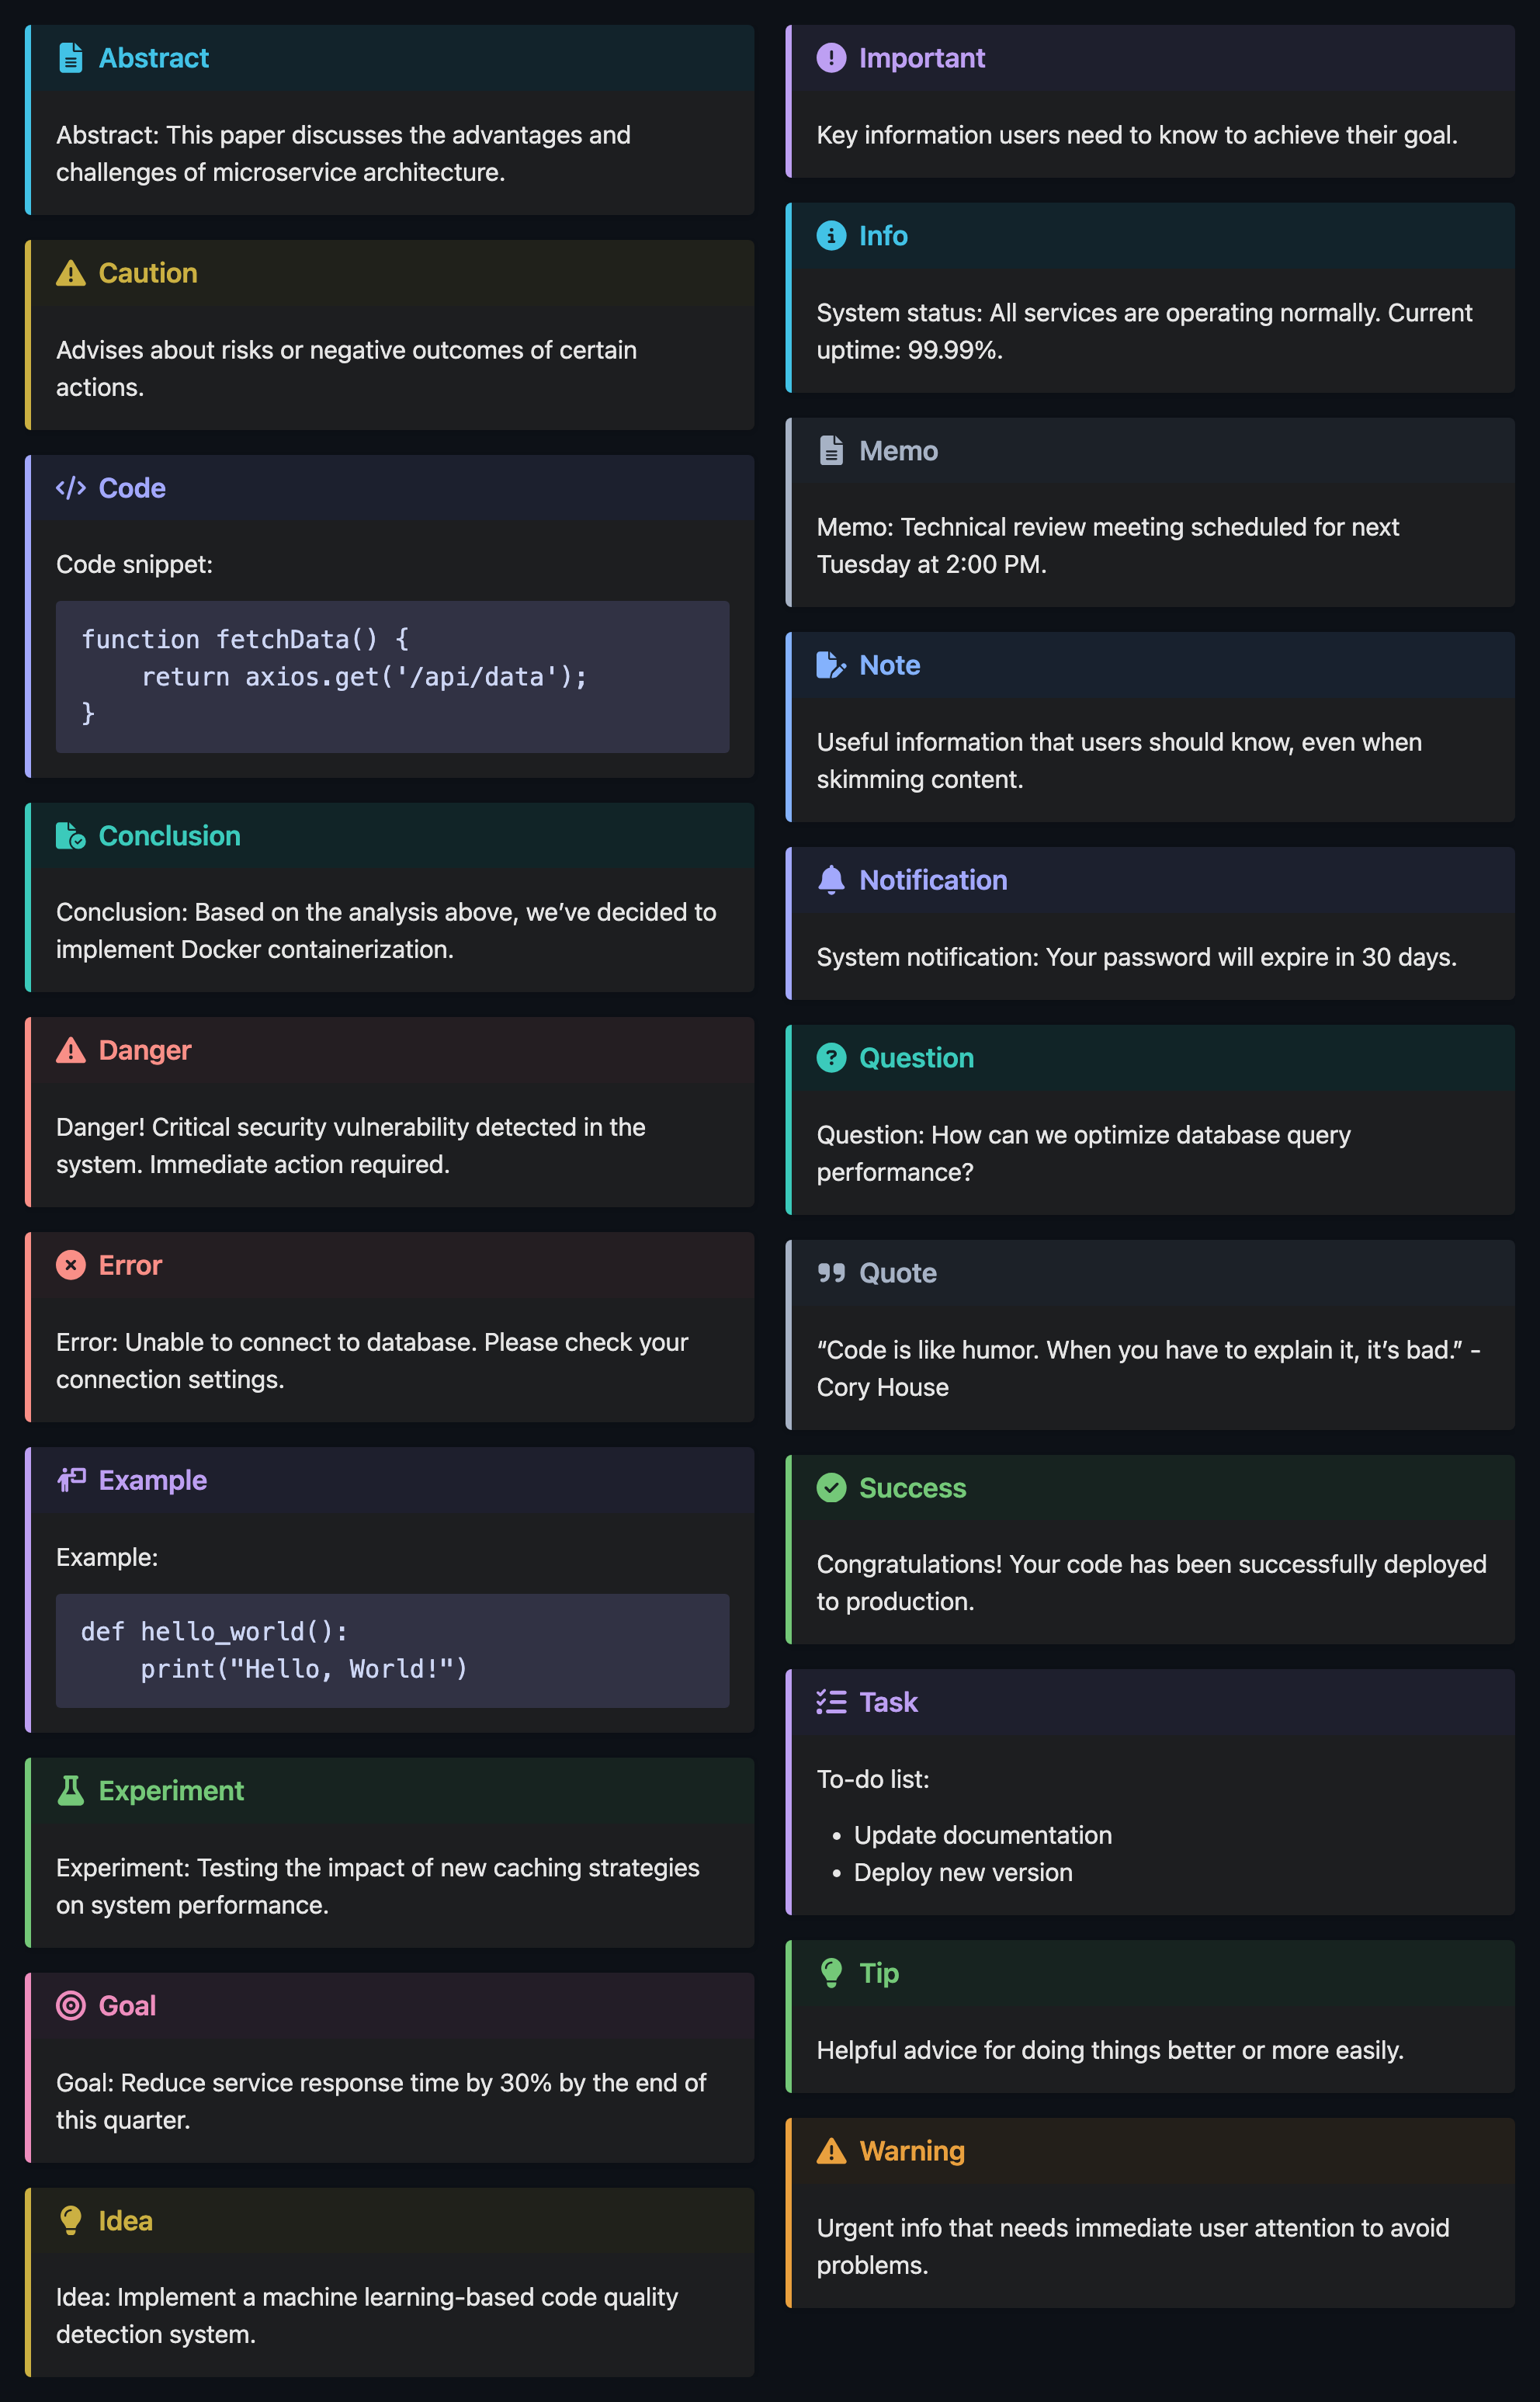 Abstract
Abstract: This paper discusses the advantages and
challenges of microservice architecture.
Caution
Advises about risks or negative outcomes of certain
actions.
Code
Code snippet:
function fetchData() {
    return axios.get('/api/data');
}
Conclusion
Conclusion: Based on the analysis above, we’ve decided to
implement Docker containerization.
Danger
Danger! Critical security vulnerability detected in the
system. Immediate action required.
Error
Error: Unable to connect to database. Please check your
connection settings.
Example
Example:
def hello_world():
    print("Hello, World!")
Experiment
Experiment: Testing the impact of new caching strategies
on system performance.
Goal
Goal: Reduce service response time by 30% by the end of
this quarter.
Idea
Idea: Implement a machine learning-based code quality
detection system.
Important
Key information users need to know to achieve their goal.
Info
System status: All services are operating normally. Current
uptime: 99.99%.
Memo
Memo: Technical review meeting scheduled for next
Tuesday at 2:00 PM.
Note
Useful information that users should know, even when
skimming content.
Notification
System notification: Your password will expire in 30 days.
Question
Question: How can we optimize database query
performance?
Quote
“Code is like humor. When you have to explain it, it’s bad.” -
Cory House
Success
Congratulations! Your code has been successfully deployed
to production.
Task
To-do list:
• Update documentation
• Deploy new version
Tip
Helpful advice for doing things better or more easily.
Warning
Urgent info that needs immediate user attention to avoid
problems.